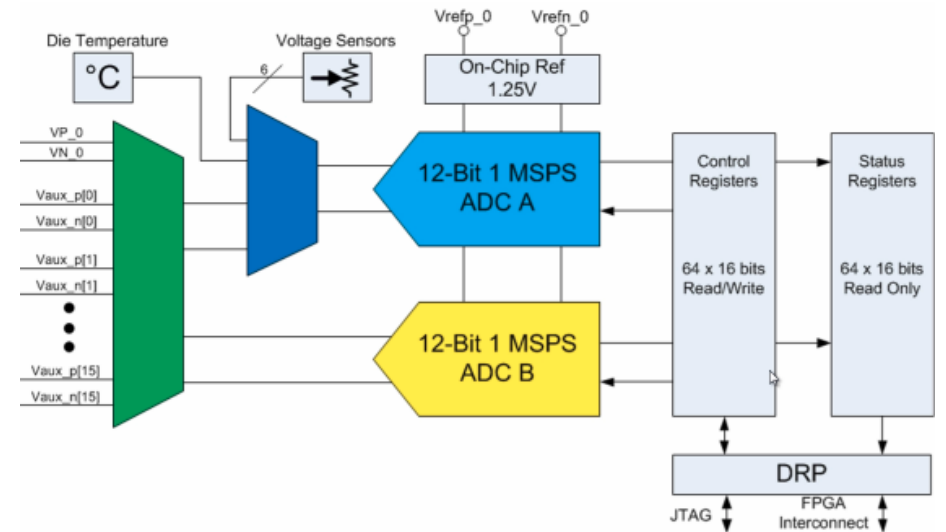 Vrefp_0
Vrefn_0
Die Temperature
Voltage Sensors
°C
6
On-Chip Ref
1.25V
VP_0
VN_0
Vaux_p[0]
Vaux_n[0]
Vaux_p[1]
Vaux_n[1]
Vaux_p[15]
Vaux_n[15]
12-Bit 1 MSPS
ADC A
12-Bit 1 MSPS
ADC B
Control
Registers
64 x 16 bits
Read/Write
Status
Registers
64 x 16 bits
Read Only
DRP
JTAG
FPGA
Interconnect